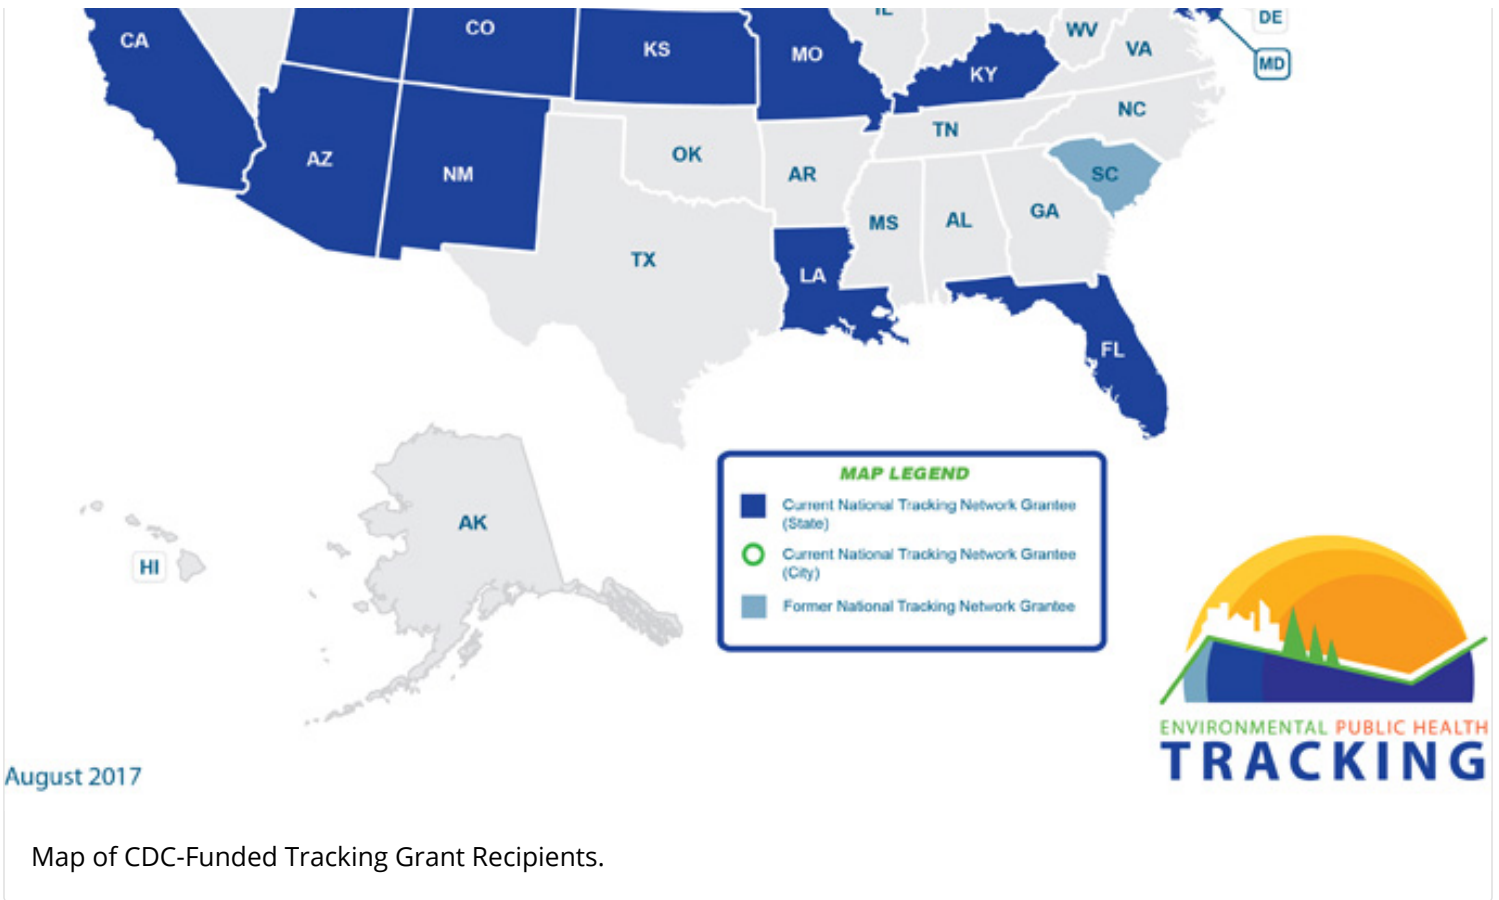 IL
DE
WV
CA
CO
VA
KS
MO
MD
KY
NC
TN
OK
AZ
NM
AR
SC
GA
AL
MS
TX
LA
FL
MAP LEGEND
Current National Tracking Network Grantee
(State)
AK
Current National Tracking Network Grantee
(City)
HI
Former National Tracking Network Grantee
ENVIRONMENTAL PUBLIC HEALTH
TRACKING
August 2017
Map of CDC-Funded Tracking Grant Recipients.